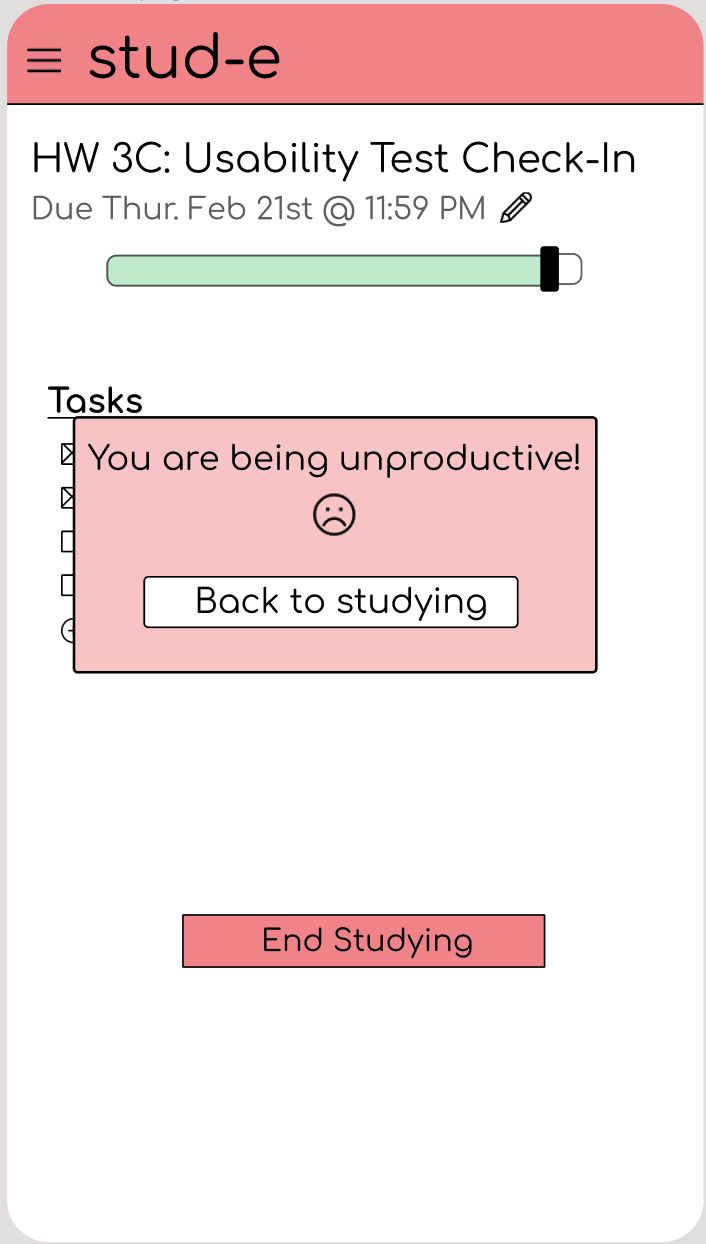 stud-e
HW 3C: Usability Test Check-In
Due Thur. Feb 21st @ 11:59 PM
Tasks
You are being unproductive!
Back to studying
End Studying